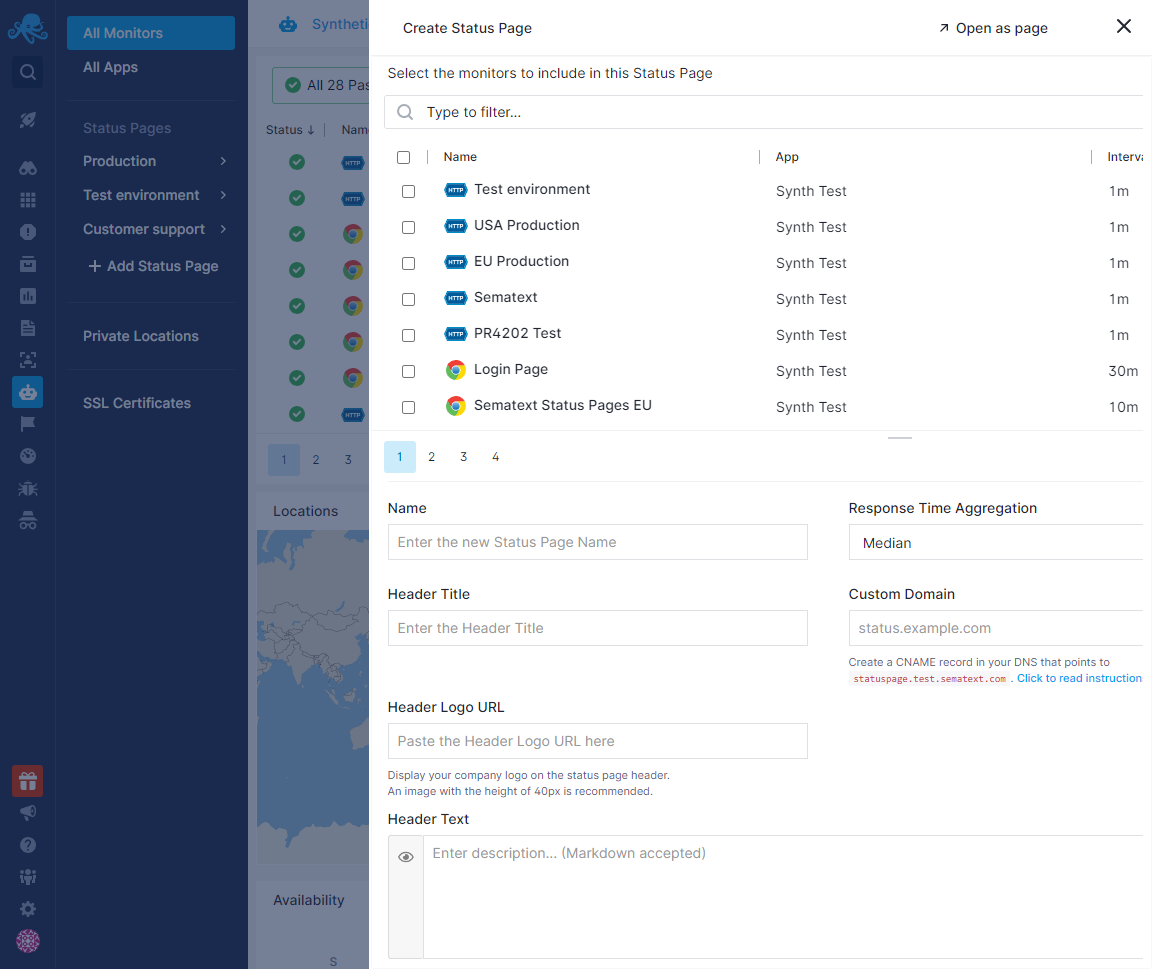 All Monitors
All Apps
Status Pages
Production
Test environment
Customer support
Add Status Page
Private Locations
SSL Certificates
All 28
Status ↓
HTTP
HTTP
HTTP
1 2 3
Locations
Availability
S
Create Status Page
Open as page
Select the monitors to include in this Status Page
Type to filter...
Name App
HTTP Test environment Synth Test 1m
HTTP USA Production Synth Test 1m
HTTP EU Production Synth Test 1m
HTTP Sematext Synth Test 1m
HTTP PR4202 Test Synth Test 1m
Login Page Synth Test 30m
Sematext Status Pages EU Synth Test 10m
1 2 3 4
Name Response Time Aggregation
Enter the new Status Page Name Median
Header Title Custom Domain
Enter the Header Title status.example.com
Create a CNAME record in your DNS that points to
statuspage.test.sematext.com . Click to read instruction
Header Logo URL
Paste the Header Logo URL here
Display your company logo on the status page header.
An image with the height of 40px is recommended.
Header Text
Enter description... (Markdown accepted)